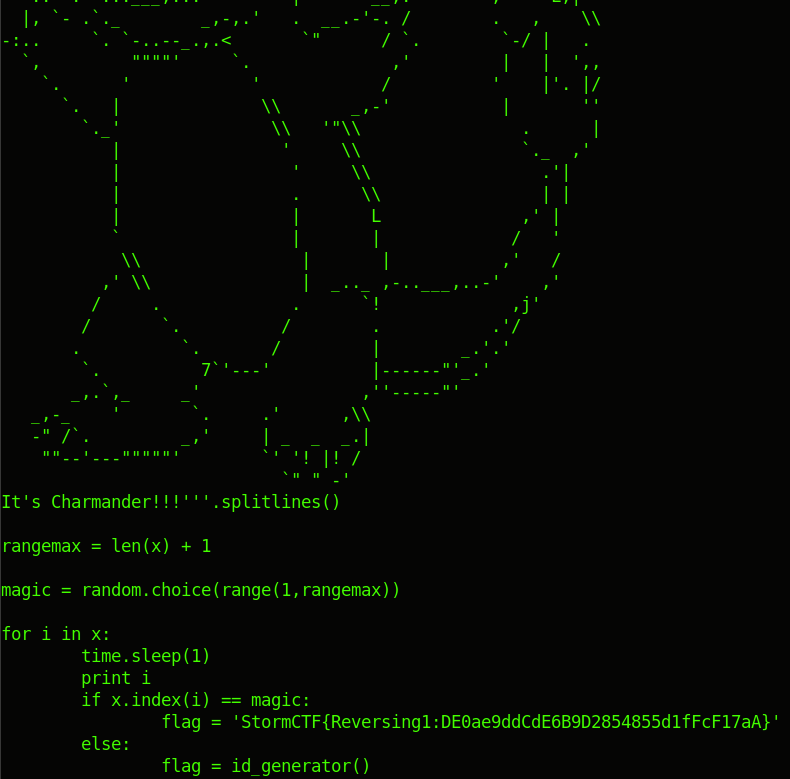 It's Charmander!!!'''.splitlines()
rangemax = len(x) + 1
magic = random.choice(range(1,rangemax))
for i in x:
time.sleep(1)
print i
if x.index(i) == magic:
flag = 'StormCTF{Reversing1:DE0ae9ddCdE6B9D2854855d1fFcF17aA}'
else:
flag = id_generator()